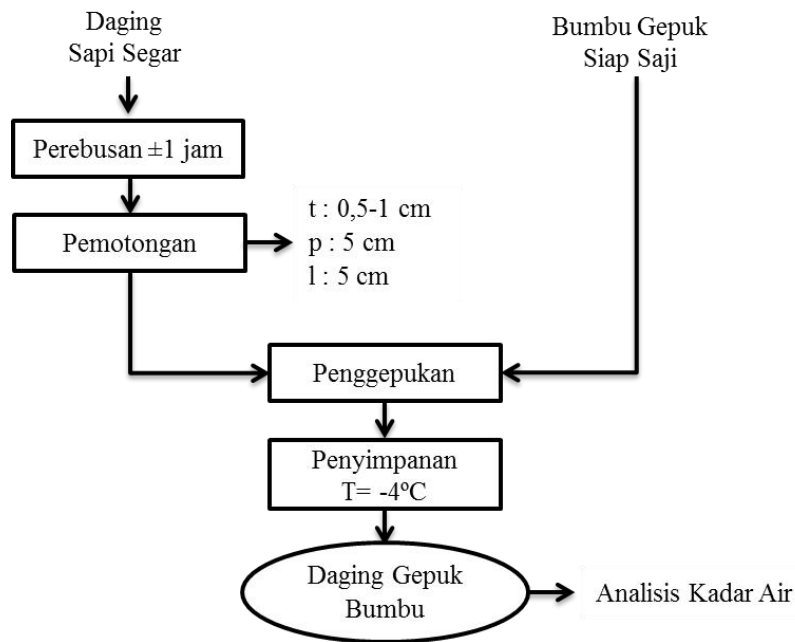 Daging
Sapi Segar
Bumbu Gepuk
Siap Saji
Perebusan ±1 jam
Pemotongan
t : 0,5-1 cm
p : 5 cm
l : 5 cm
Penggepukan
Penyimpanan
T= -4ºC
Daging Gepuk
Bumbu
Analisis Kadar Air